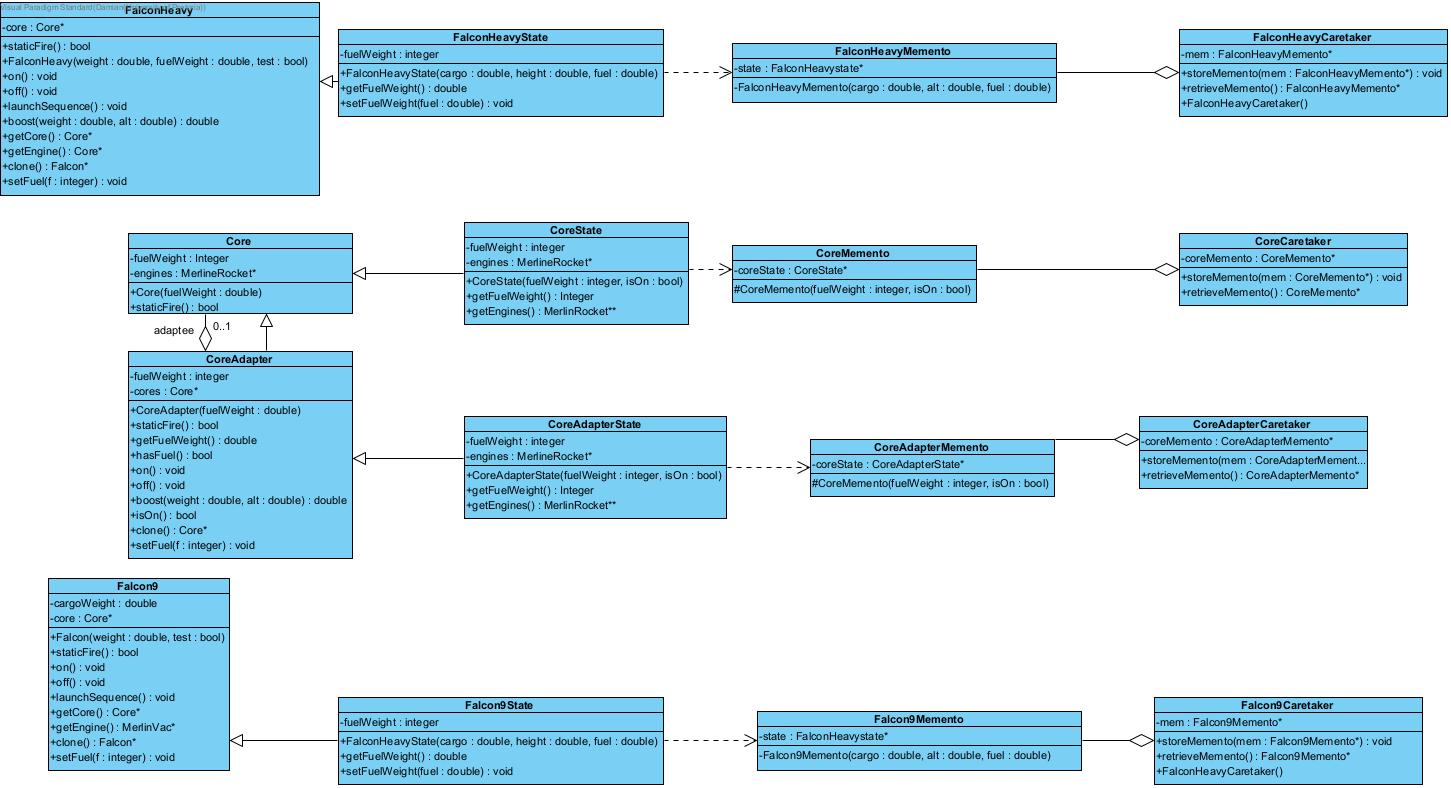 FalconHeavy
-core : Core*
+staticFire() : bool
+FalconHeavy(weight : double, fuelWeight : double, test : bool)
+on() : void
+off() : void
+launchSequence() : void
+boost(weight : double, alt : double) : double
+getCore() : Core*
+getEngine() : Core*
+clone() : Falcon*
+setFuel(f : integer) : void
FalconHeavyState
-fuelWeight : integer
+FalconHeavyState(cargo : double, height : double, fuel : double)
+getFuelWeight() : double
+setFuelWeight(fuel : double) : void
FalconHeavyMemento
-state : FalconHeavystate*
-FalconHeavyMemento(cargo : double, alt : double, fuel : double)
FalconHeavyCaretaker
-mem : FalconHeavyMemento*
+storeMemento(mem : FalconHeavyMemento*) : void
+retrieveMemento() : FalconHeavyMemento*
+FalconHeavyCaretaker()
Core
-fuelWeight : Integer
-engines : MerlineRocket*
+Core(fuelWeight : double)
+staticFire() : bool
adaptee
0..1
CoreState
-fuelWeight : integer
-engines : MerlineRocket*
+CoreState(fuelWeight : integer, isOn : bool)
+getFuelWeight() : Integer
+getEngines() : MerlinRocket**
CoreMemento
-coreState : CoreState*
#CoreMemento(fuelWeight : integer, isOn : bool)
CoreCaretaker
-coreMemento : CoreMemento*
+storeMemento(mem : CoreMemento*) : void
+retrieveMemento() : CoreMemento*
CoreAdapter
-fuelWeight : integer
-cores : Core*
+CoreAdapter(fuelWeight : double)
+staticFire() : bool
+getFuelWeight() : double
+hasFuel() : bool
+on() : void
+off() : void
+boost(weight : double, alt : double) : double
+isOn() : bool
+clone() : Core*
+setFuel(f : integer) : void
CoreAdapterState
-fuelWeight : integer
-engines : MerlineRocket*
+CoreAdapterState(fuelWeight : integer, isOn : bool)
+getFuelWeight() : Integer
+getEngines() : MerlinRocket**
CoreAdapterMemento
-coreState : CoreAdapterState*
#CoreMemento(fuelWeight : integer, isOn : bool)
CoreAdapterCaretaker
-coreMemento : CoreAdapterMemento*
+storeMemento(mem : CoreAdapterMement...
+retrieveMemento() : CoreAdapterMemento*
Falcon9
-cargoWeight : double
-core : Core*
+Falcon(weight : double, test : bool)
+staticFire() : bool
+on() : void
+off() : void
+launchSequence() : void
+getCore() : Core*
+getEngine() : MerlinVac*
+clone() : Falcon*
+setFuel(f : integer) : void
Falcon9State
-fuelWeight : integer
+FalconHeavyState(cargo : double, height : double, fuel : double)
+getFuelWeight() : double
+setFuelWeight(fuel : double) : void
Falcon9Memento
-state : FalconHeavystate*
-Falcon9Memento(cargo : double, alt : double, fuel : double)
Falcon9Caretaker
-mem : Falcon9Memento*
+storeMemento(mem : Falcon9Memento*) : void
+retrieveMemento() : Falcon9Memento*
+FalconHeavyCaretaker()